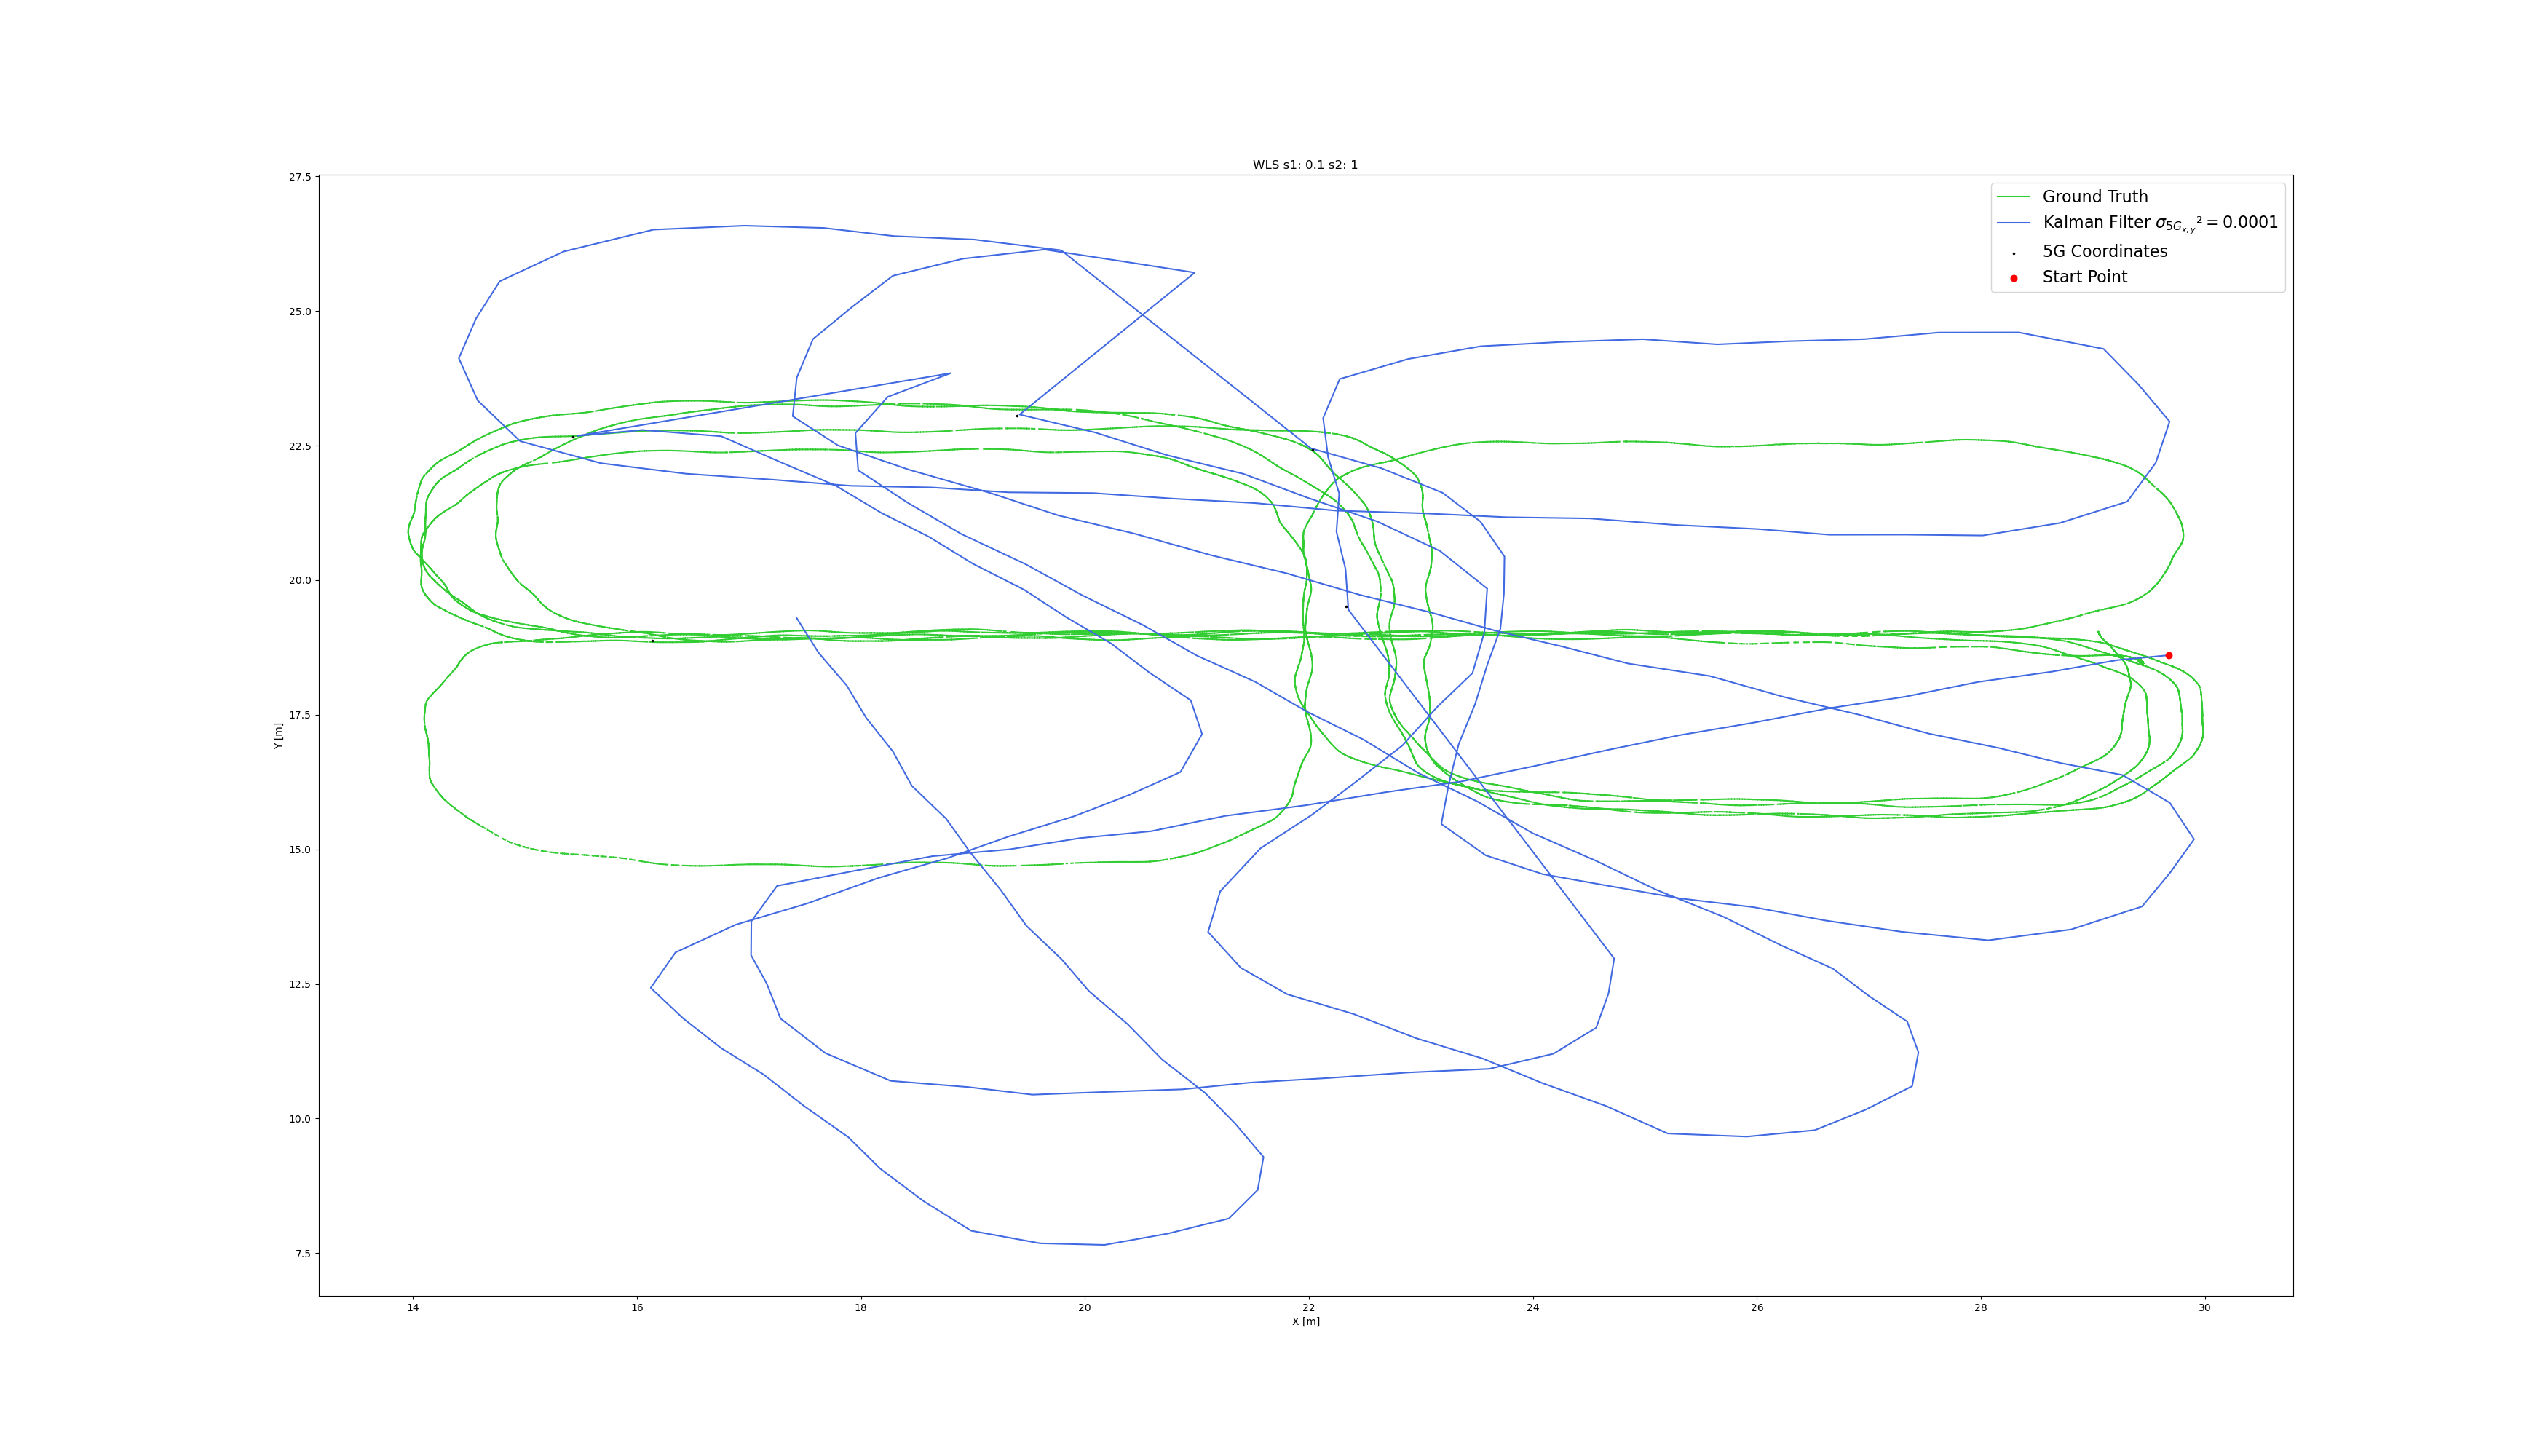 WLS s1: 0.1 s2: 1
Ground Truth
Kalman Filter σ5Gx,y² = 0.0001
5G Coordinates
Start Point
27.5
25.0
22.5
20.0
17.5
15.0
12.5
10.0
7.5
Y [m]
14 16 18 20 22 24 26 28 30
X [m]